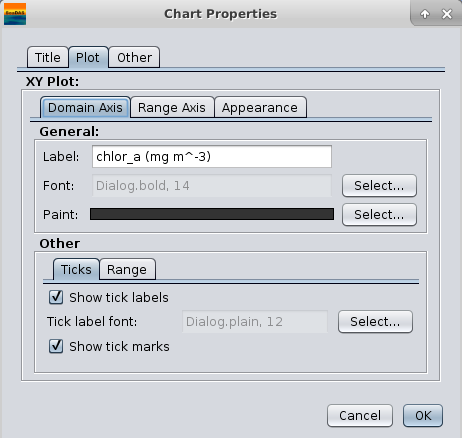 Chart Properties
Title Plot Other
XY Plot:
Domain Axis Range Axis Appearance
General:
Label: chlor_a (mg m^-3)
Font: Dialog.bold, 14 Select...
Paint: Select...
Other
Ticks Range
Show tick labels
Tick label font: Dialog.plain, 12 Select...
Show tick marks
Cancel OK